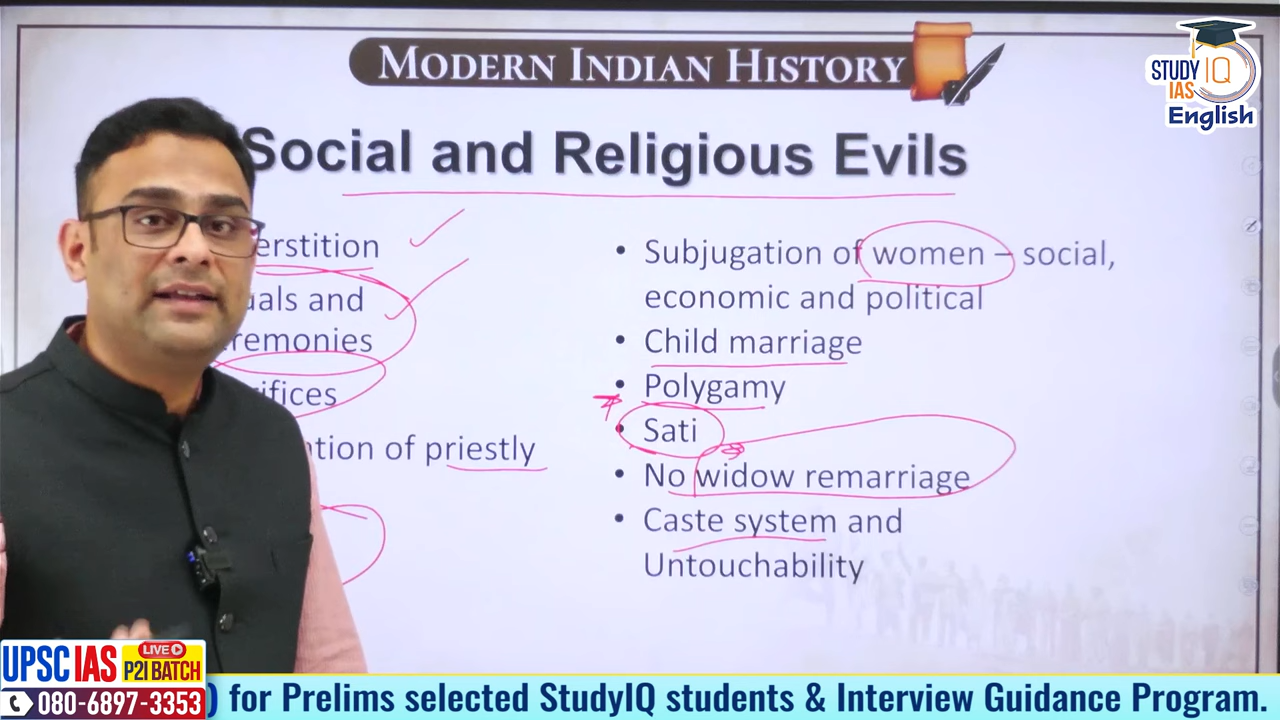 MODERN INDIAN HISTORY
STUDY IQ
IAS
English
Social and Religious Evils
erstition
uals and
remonies
ifices
tion of priestly
• Subjugation of women – social,
economic and political
• Child marriage
• Polygamy
• Sati
• No widow remarriage
• Caste system and
Untouchability
UPSC IAS
LIVE
P2I BATCH
080-6897-3353
) for Prelims selected StudyIQ students & Interview Guidance Program.